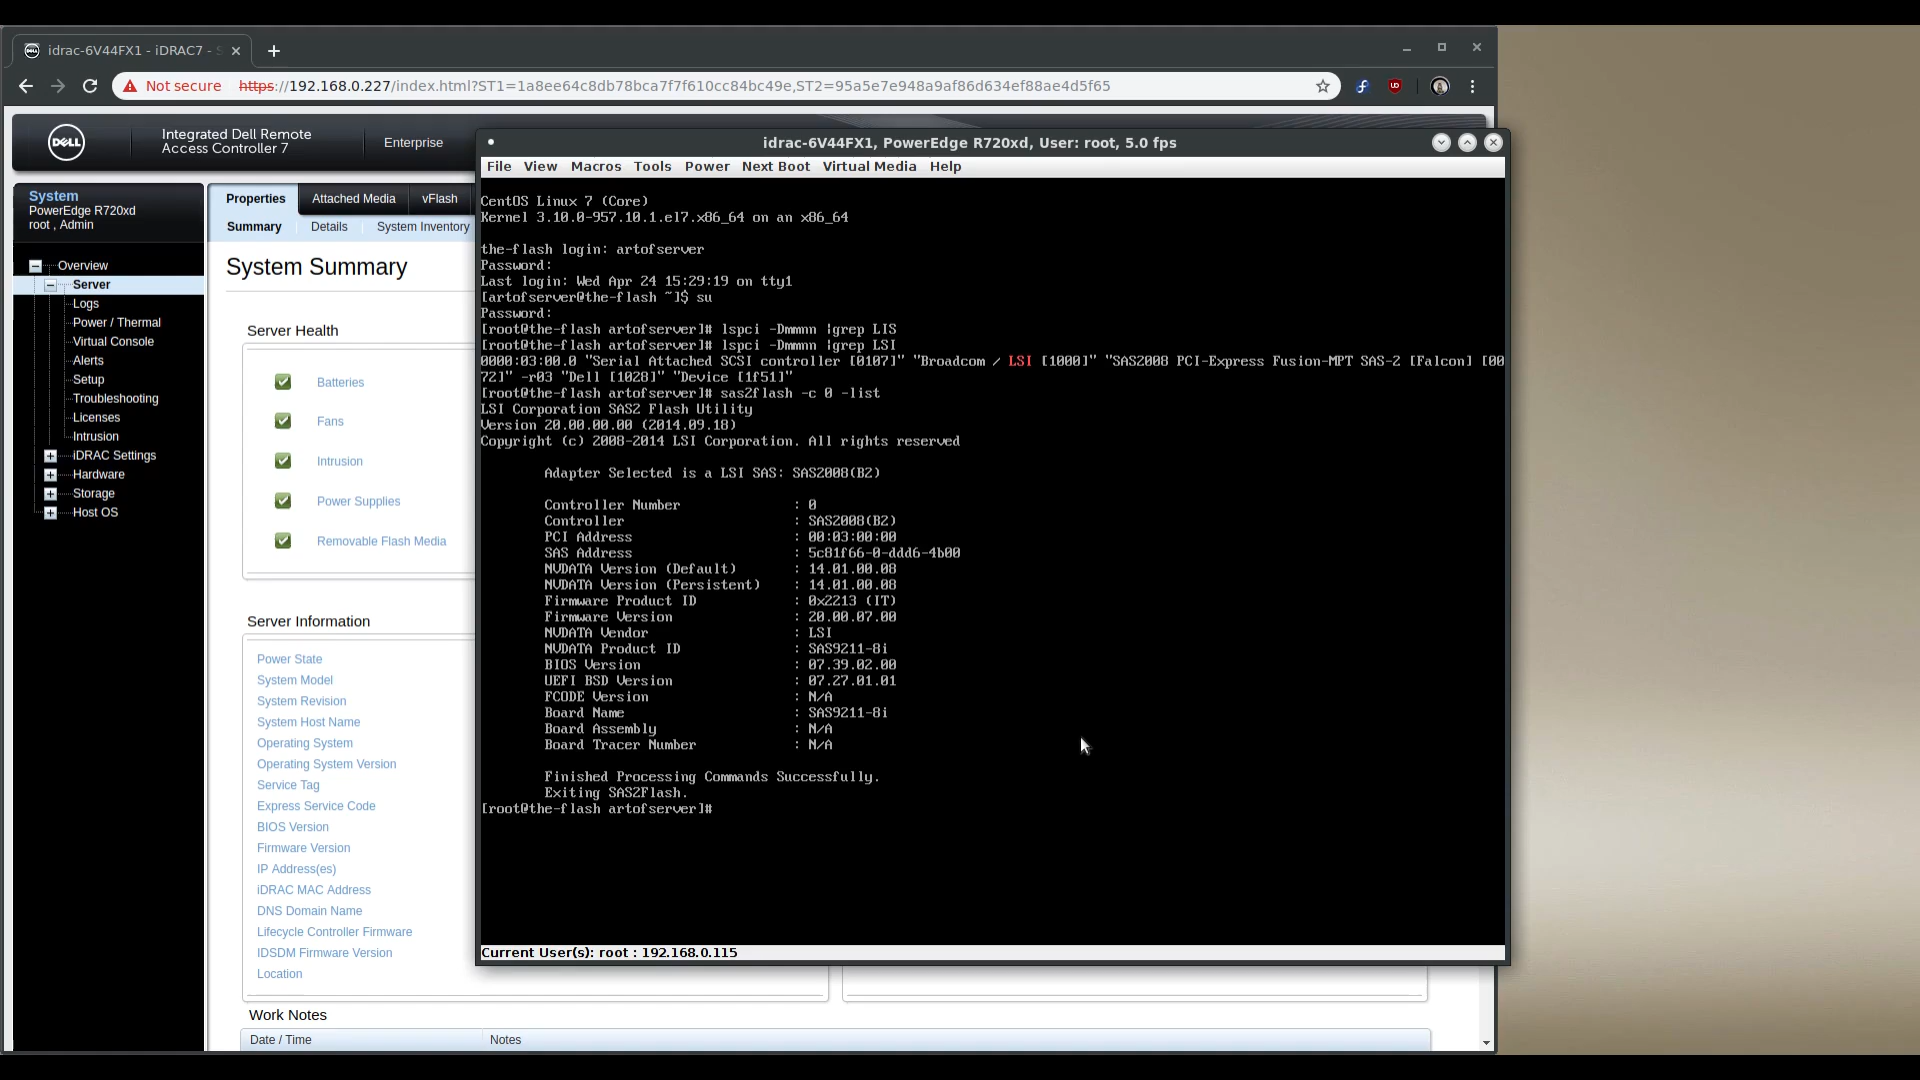 idrac-6V44FX1 - iDRAC7 - S
Not secure https://192.168.0.227/index.html?ST1=1a8ee64c8db78bca7f7f610cc84bc49e,ST2=95a5e7e948a9af86d634ef88ae4d5f65
DELL
Integrated Dell Remote
Access Controller 7
Enterprise
System
PowerEdge R720xd
root , Admin
Overview
Server
Logs
Power / Thermal
Virtual Console
Alerts
Setup
Troubleshooting
Licenses
Intrusion
iDRAC Settings
Hardware
Storage
Host OS
Properties Attached Media vFlash
Summary Details System Inventory
System Summary
Server Health
Batteries
Fans
Intrusion
Power Supplies
Removable Flash Media
Server Information
Power State
System Model
System Revision
System Host Name
Operating System
Operating System Version
Service Tag
Express Service Code
BIOS Version
Firmware Version
IP Address(es)
iDRAC MAC Address
DNS Domain Name
Lifecycle Controller Firmware
IDSDM Firmware Version
Location
Work Notes
Date / Time Notes
idrac-6V44FX1, PowerEdge R720xd, User: root, 5.0 fps
File View Macros Tools Power Next Boot Virtual Media Help
CentOS Linux 7 (Core)
Kernel 3.10.0-957.10.1.el7.x86_64 on an x86_64
the-flash login: artofserver
Password:
Last login: Wed Apr 24 15:29:19 on tty1
[artofserver@the-flash ~]$ su
Password:
[root@the-flash artofserver]# lspci -Dmmnn |grep LIS
[root@the-flash artofserver]# lspci -Dmmnn |grep LSI
0000:03:00.0 "Serial Attached SCSI controller [0107]" "Broadcom / LSI [1000]" "SAS2008 PCI-Express Fusion-MPT SAS-2 [Falcon] [00
72]" -r03 "Dell [1028]" "Device [1f51]"
[root@the-flash artofserver]# sas2flash -c 0 -list
LSI Corporation SAS2 Flash Utility
Version 20.00.00.00 (2014.09.18)
Copyright (c) 2008-2014 LSI Corporation. All rights reserved
Adapter Selected is a LSI SAS: SAS2008(B2)
Controller Number : 0
Controller : SAS2008(B2)
PCI Address : 00:03:00:00
SAS Address : 5c81f66-0-ddd6-4b00
NVDATA Version (Default) : 14.01.00.08
NVDATA Version (Persistent) : 14.01.00.08
Firmware Product ID : 0x2213 (IT)
Firmware Version : 20.00.07.00
NVDATA Vendor : LSI
NVDATA Product ID : SAS9211-8i
BIOS Version : 07.39.02.00
UEFI BSD Version : 07.27.01.01
FCODE Version : N/A
Board Name : SAS9211-8i
Board Assembly : N/A
Board Tracer Number : N/A
Finished Processing Commands Successfully.
Exiting SAS2Flash.
[root@the-flash artofserver]#
Current User(s): root : 192.168.0.115